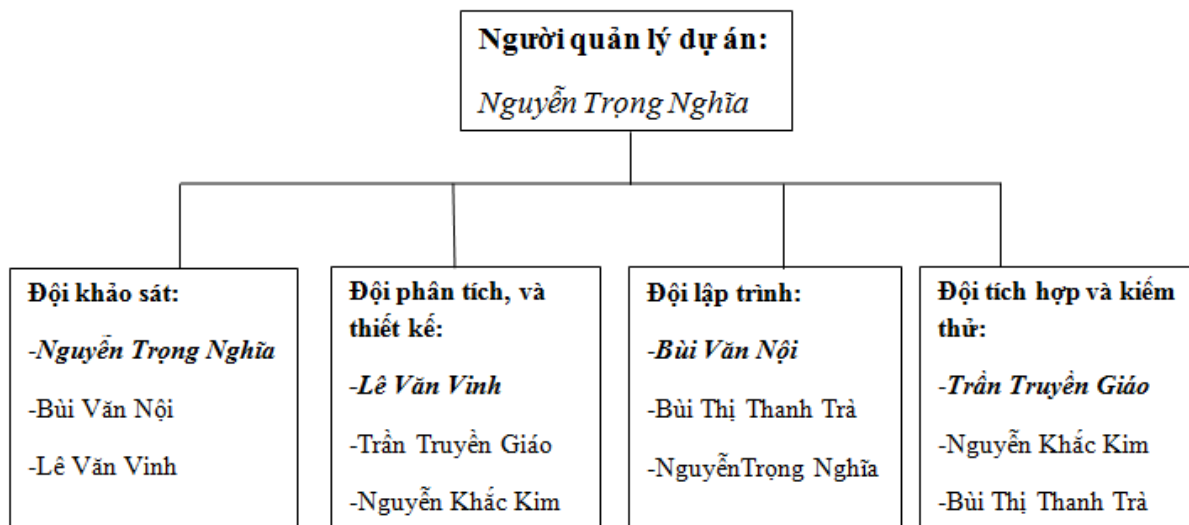 Người quản lý dự án:
Nguyễn Trọng Nghĩa
Đội khảo sát:
-Nguyễn Trọng Nghĩa
-Bùi Văn Nội
-Lê Văn Vinh
Đội phân tích, và
thiết kế:
-Lê Văn Vinh
-Trần Truyền Giáo
-Nguyễn Khắc Kim
Đội lập trình:
-Bùi Văn Nội
-Bùi Thị Thanh Trà
-NguyễnTrọng Nghĩa
Đội tích hợp và kiểm
thử:
-Trần Truyền Giáo
-Nguyễn Khắc Kim
-Bùi Thị Thanh Trà